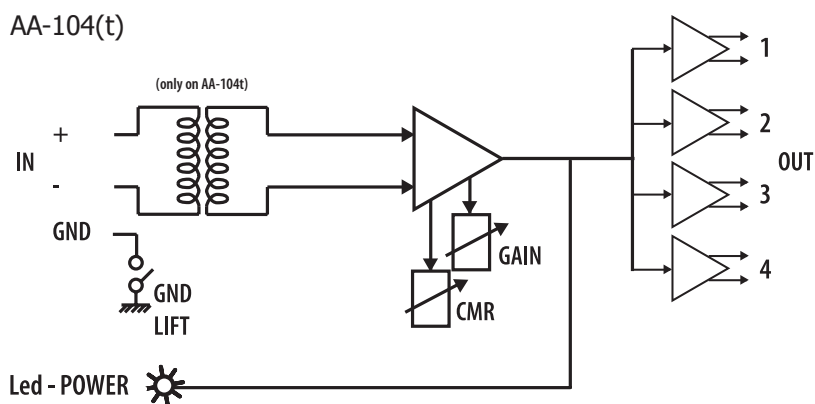 AA-104(t)
(only on AA-104t)
IN
+
-
GND
GND
LIFT
GAIN
CMR
1
2
3
4
OUT
Led - POWER